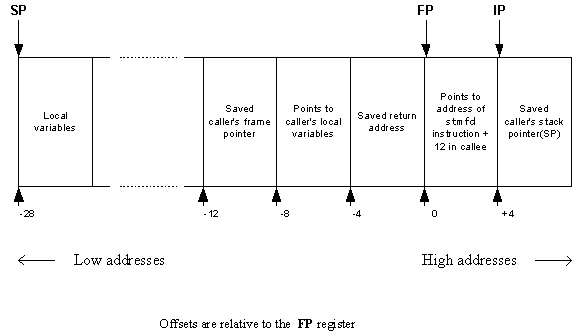 SP
FP
IP
Local
variables
Saved
caller's frame
pointer
Points to
caller's local
variables
Saved return
address
Points to
address of
stmfd
instruction +
12 in callee
Saved
caller's stack
pointer(SP)
-28
-12
-8
-4
0
+4
Low addresses
High addresses
Offsets are relative to the FP register